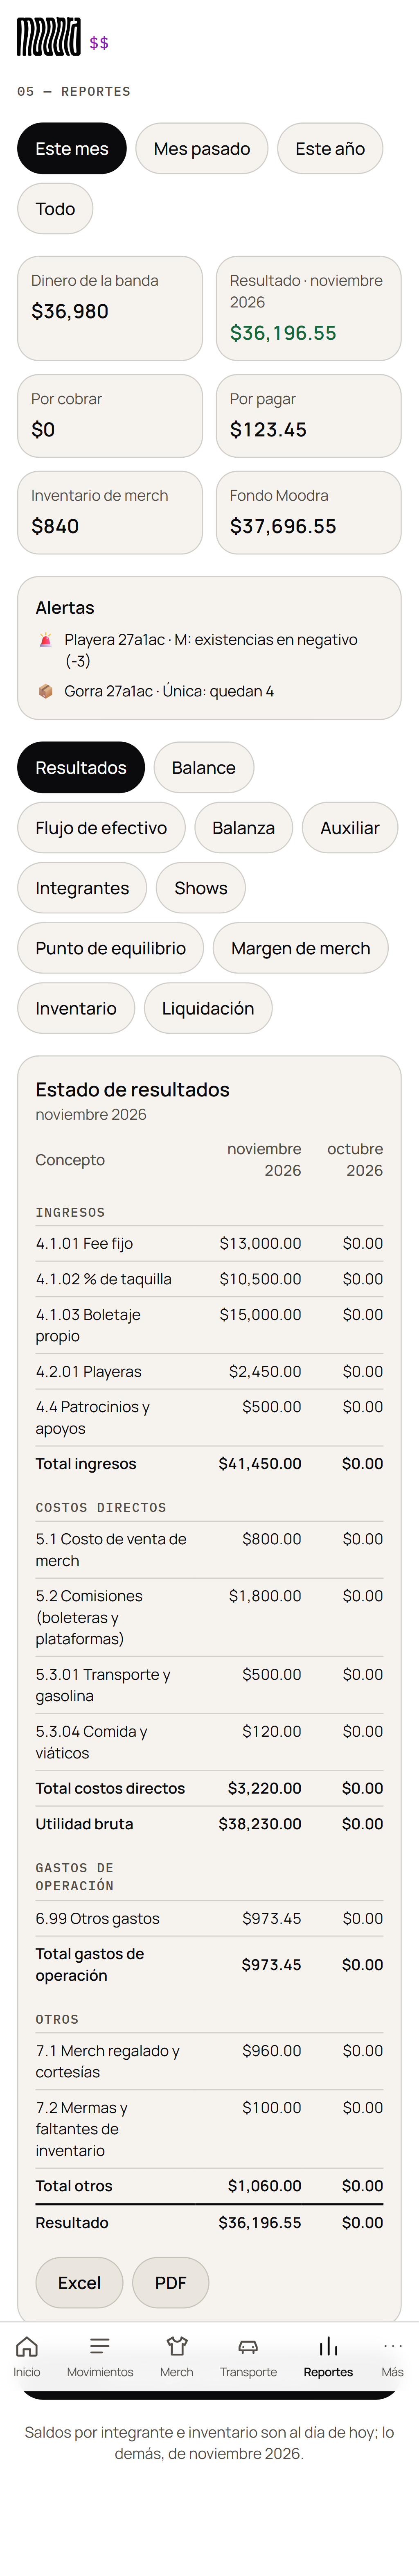 moodra $$
05 — REPORTES
Este mes
Mes pasado
Este año
Todo
Dinero de la banda
$36,980
Resultado · noviembre
2026
$36,196.55
Por cobrar
$0
Por pagar
$123.45
Inventario de merch
$840
Fondo Moodra
$37,696.55
Alertas
Playera 27a1ac · M: existencias en negativo
(-3)
Gorra 27a1ac · Única: quedan 4
Resultados
Balance
Flujo de efectivo
Balanza
Auxiliar
Integrantes
Shows
Punto de equilibrio
Margen de merch
Inventario
Liquidación
Estado de resultados
noviembre 2026
Concepto noviembre 2026 octubre 2026
INGRESOS
4.1.01 Fee fijo $13,000.00 $0.00
4.1.02 % de taquilla $10,500.00 $0.00
4.1.03 Boletaje $15,000.00 $0.00
propio
4.2.01 Playeras $2,450.00 $0.00
4.4 Patrocinios y $500.00 $0.00
apoyos
Total ingresos $41,450.00 $0.00
COSTOS DIRECTOS
5.1 Costo de venta de $800.00 $0.00
merch
5.2 Comisiones $1,800.00 $0.00
(boleteras y
plataformas)
5.3.01 Transporte y $500.00 $0.00
gasolina
5.3.04 Comida y $120.00 $0.00
viáticos
Total costos directos $3,220.00 $0.00
Utilidad bruta $38,230.00 $0.00
GASTOS DE
OPERACIÓN
6.99 Otros gastos $973.45 $0.00
Total gastos de
operación $973.45 $0.00
OTROS
7.1 Merch regalado y $960.00 $0.00
cortesías
7.2 Mermas y $100.00 $0.00
faltantes de
inventario
Total otros $1,060.00 $0.00
Resultado $36,196.55 $0.00
Excel
PDF
Inicio
Movimientos
Merch
Transporte
Reportes
Más
Saldos por integrante e inventario son al día de hoy; lo
demás, de noviembre 2026.